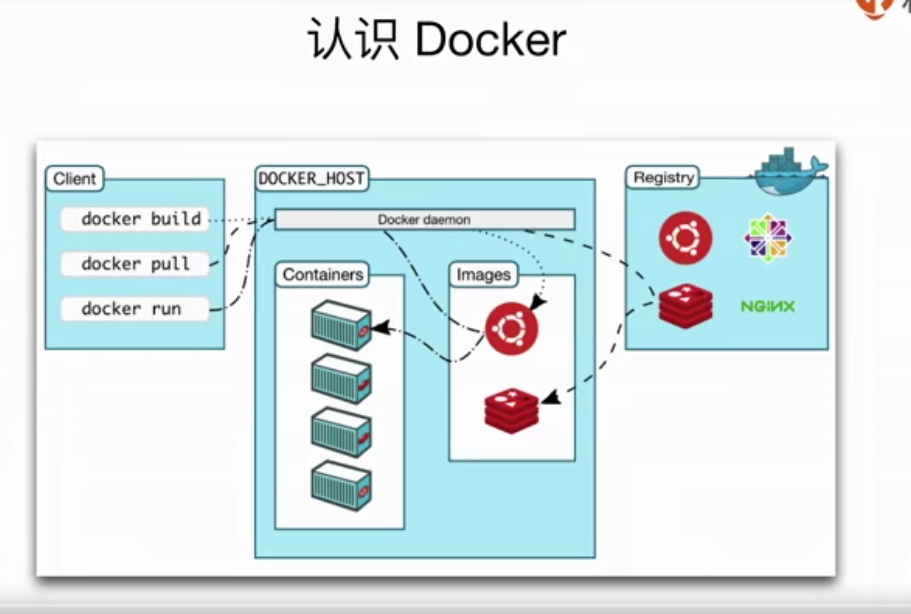 认识 Docker
Client
docker build
docker pull
docker run
DOCKER_HOST
Docker daemon
Containers
Images
Registry
NGINX